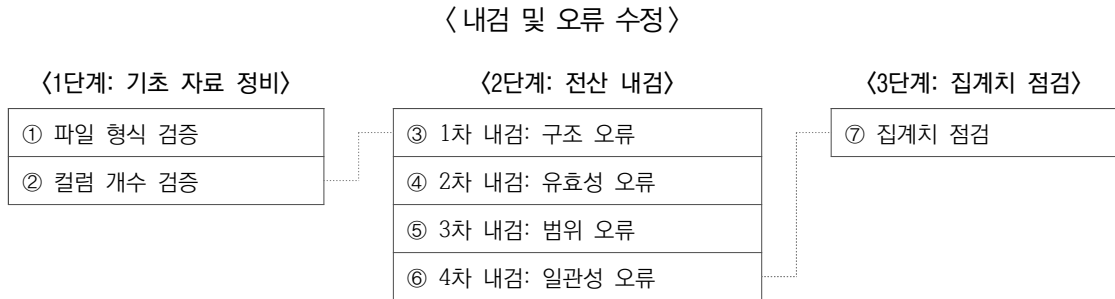 〈내검 및 오류 수정〉
〈1단계: 기초 자료 정비〉
① 파일 형식 검증
② 컬럼 개수 검증
〈2단계: 전산 내검〉
③ 1차 내검: 구조 오류
④ 2차 내검: 유효성 오류
⑤ 3차 내검: 범위 오류
⑥ 4차 내검: 일관성 오류
〈3단계: 집계치 점검〉
⑦ 집계치 점검